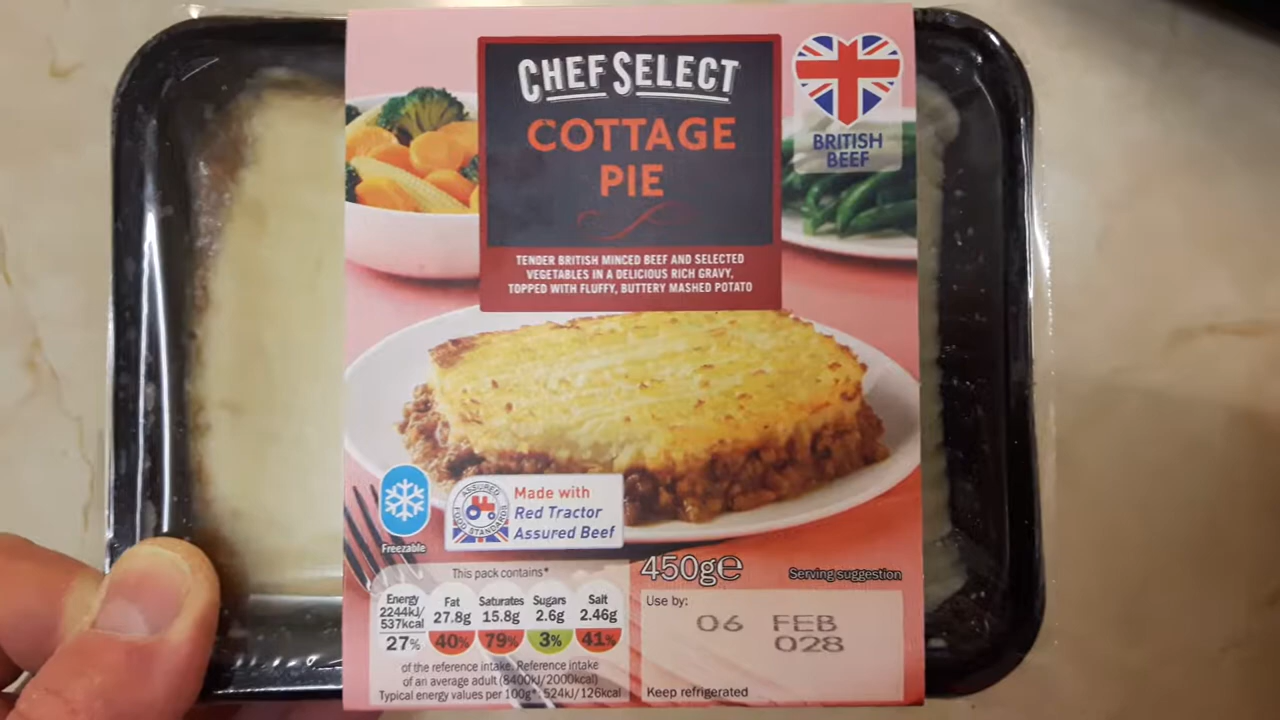 CHEF SELECT
COTTAGE
PIE
TENDER BRITISH MINCED BEEF AND SELECTED
VEGETABLES IN A DELICIOUS RICH GRAVY,
TOPPED WITH FLUFFY, BUTTERY MASHED POTATO
BRITISH
BEEF
Freezable
ASSURED
FOOD STANDARDS
Made with
Red Tractor
Assured Beef
This pack contains*
Energy
2244kJ/
537kcal
27%
Fat
27.8g
40%
Saturates
15.8g
79%
Sugars
2.6g
3%
Salt
2.46g
41%
of the reference intake. Reference intake
of an average adult (8400kJ/2000kcal)
Typical energy values per 100g*: 524kJ/126kcal
450g℮
Serving suggestion
Use by:
06 FEB
028
Keep refrigerated